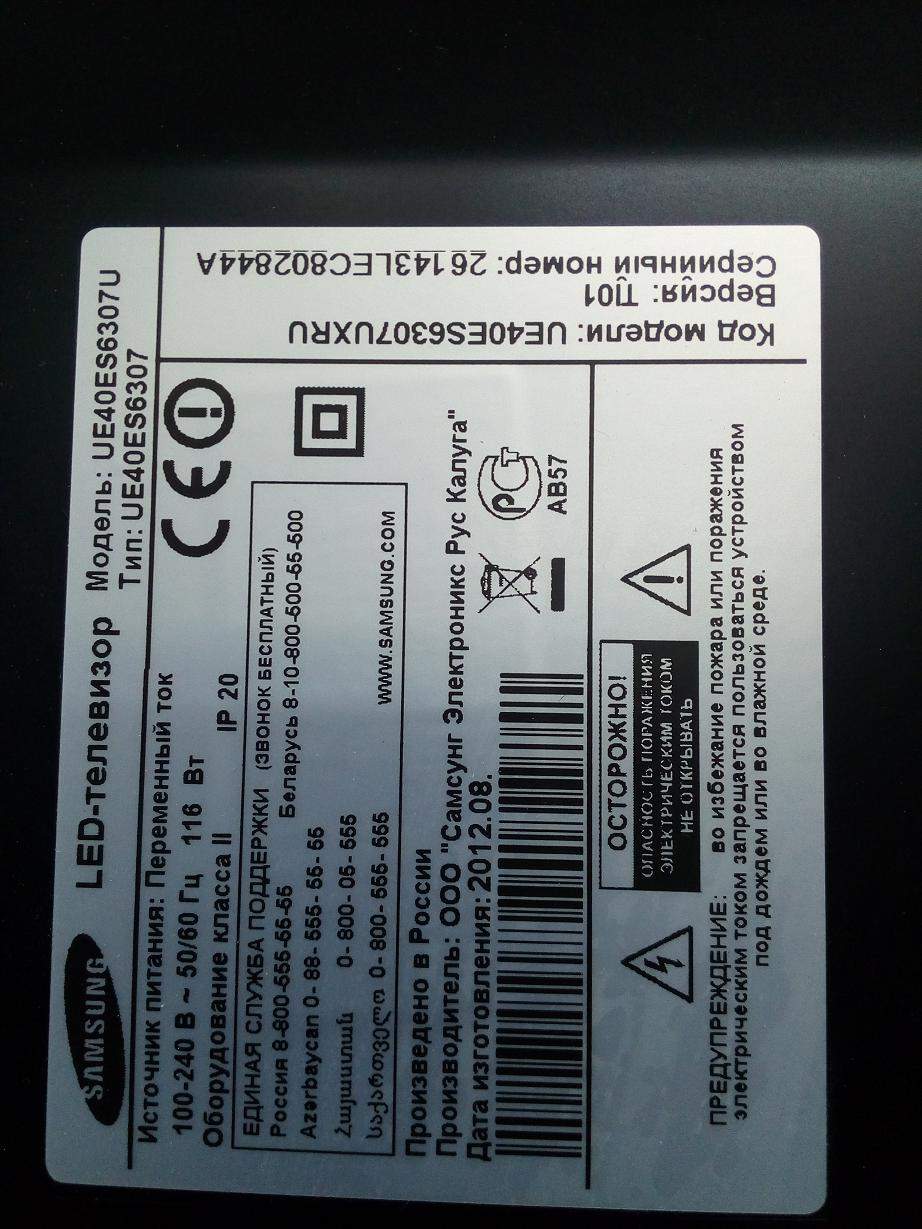 SAMSUNG
LED-телевизор
Модель: UE40ES6307U
Тип: UE40ES6307
Источник питания: Переменный ток
100-240 В ~ 50/60 Гц 116 Вт
Оборудование класса II IP 20
ЕДИНАЯ СЛУЖБА ПОДДЕРЖКИ (ЗВОНОК БЕСПЛАТНЫЙ)
Россия 8-800-555-55-55 Беларусь 8-10-800-500-55-500
Azərbaycan 0- 88- 555- 55- 55
Հայաստան 0- 800- 05- 555
საქართველო 0- 800- 555- 555 WWW.SAMSUNG.COM
Произведено в России
Производитель: ООО "Самсунг Электроникс Рус Калуга"
Дата изготовления: 2012.08.
CE
РСТ
АВ57
ОСТОРОЖНО!
ОПАСНОСТЬ ПОРАЖЕНИЯ
ЭЛЕКТРИЧЕСКИМ ТОКОМ
НЕ ОТКРЫВАТЬ
ПРЕДУПРЕЖДЕНИЕ: во избежание пожара или поражения
электрическим током запрещается пользоваться устройством
под дождем или во влажной среде.
Код модели: UE40ES6307UXRU
Версия: TI01
Серийный номер: 26143LEC802844A